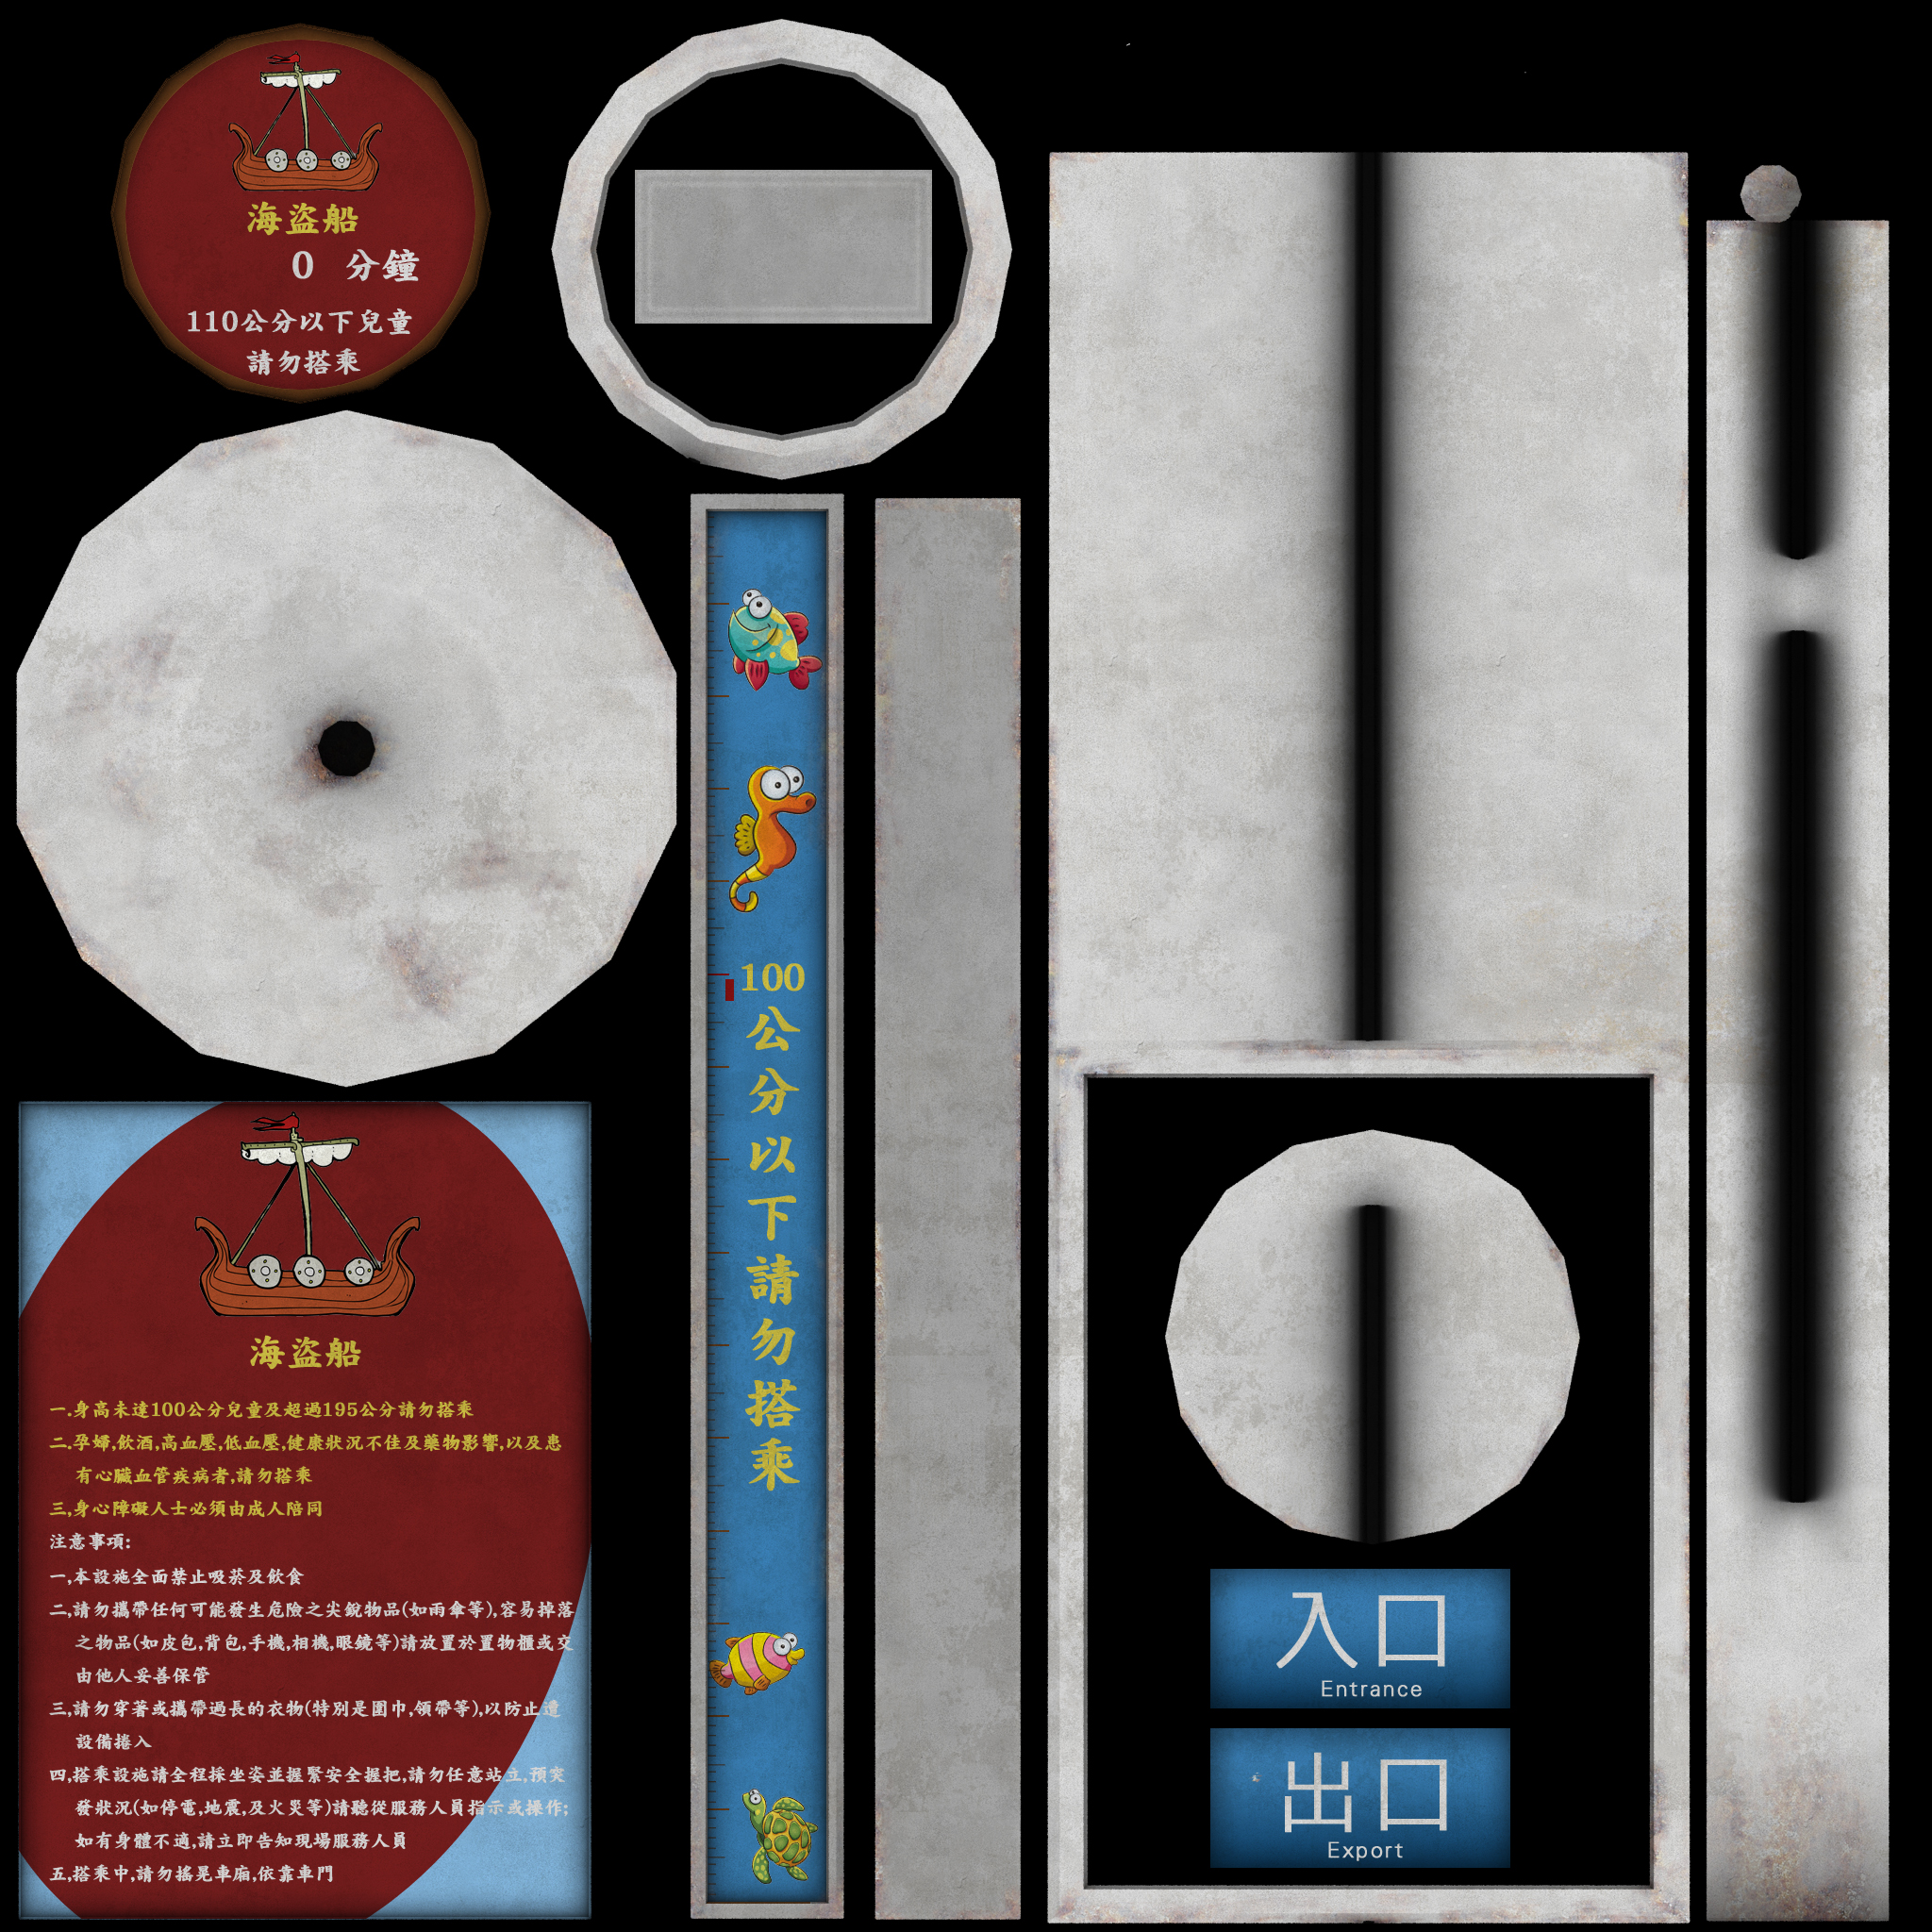 海盜船
0 分鐘
110公分以下兒童
請勿搭乘
100
公分以下請勿搭乘
海盜船
一.身高未達100公分兒童及超過195公分請勿搭乘
二.孕婦,飲酒,高血壓,低血壓,健康狀況不佳及藥物影響,以及患
有心臟血管疾病者,請勿搭乘
三,身心障礙人士必須由成人陪同
注意事項:
一,本設施全面禁止吸菸及飲食
二,請勿攜帶任何可能發生危險之尖銳物品(如雨傘等),容易掉落
之物品(如皮包,背包,手機,相機,眼鏡等)請放置於置物櫃或交
由他人妥善保管
三,請勿穿著或攜帶過長的衣物(特別是圍巾,領帶等),以防止遭
設備捲入
四,搭乘設施請全程採坐姿並握緊安全握把,請勿任意站立,預突
發狀況(如停電,地震,及火災等)請聽從服務人員指示或操作;
如有身體不適,請立即告知現場服務人員
五,搭乘中,請勿搖晃車廂,依靠車門
入口
Entrance
出口
Export